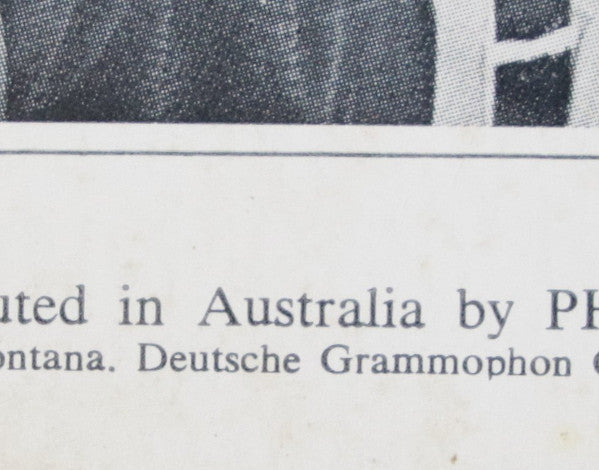 uted in Australia by PH
ontana. Deutsche Grammophon